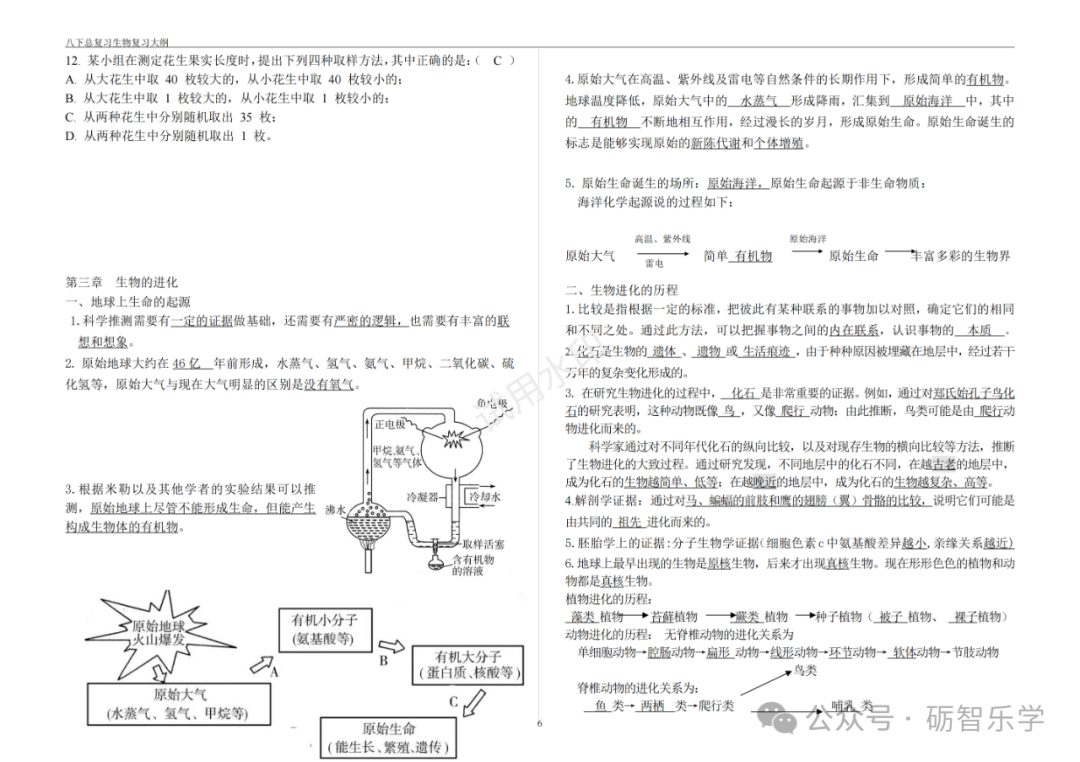 八下总复习生物复习大纲
12. 某小组在测定花生果实长度时,提出下列四种取样方法,其中正确的是:( C )
A. 从大花生中取 40 枚较大的，从小花生中取 40 枚较小的;
B. 从大花生中取 1 枚较大的，从小花生中取 1 枚较小的;
C. 从两种花生中分别随机取出 35 枚;
D. 从两种花生中分别随机取出 1 枚。
第三章 生物的进化
一、地球上生命的起源
1.科学推测需要有一定的证据做基础，还需要有严密的逻辑，也需要有丰富的联
想和想象。
2. 原始地球大约在 46 亿 年前形成，水蒸气、氢气、氨气、甲烷、二氧化碳、硫
化氢等，原始大气与现在大气明显的区别是没有氧气。
3.根据米勒以及其他学者的实验结果可以推
测，原始地球上尽管不能形成生命，但能产生
构成生物体的有机物。
负电极
正电极
甲烷、氨气、
氢气等气体
冷凝器
冷却水
沸水
取样活塞
含有机物
的溶液
原始地球
火山爆发
原始大气
(水蒸气、氢气、甲烷等)
A
有机小分子
(氨基酸等)
B
有机大分子
(蛋白质、核酸等)
C
原始生命
(能生长、繁殖、遗传)
4.原始大气在高温、紫外线及雷电等自然条件的长期作用下，形成简单的有机物。
地球温度降低，原始大气中的 水蒸气 形成降雨，汇集到 原始海洋 中，其中
的 有机物 不断地相互作用，经过漫长的岁月，形成原始生命。原始生命诞生的
标志是能够实现原始的新陈代谢和个体增殖。
5. 原始生命诞生的场所：原始海洋，原始生命起源于非生命物质；
海洋化学起源说的过程如下：
高温、紫外线
原始海洋
原始大气 简单 有机物 原始生命 丰富多彩的生物界
雷电
二、生物进化的历程
1.比较是指根据一定的标准，把彼此有某种联系的事物加以对照，确定它们的相同
和不同之处。通过此方法，可以把握事物之间的内在联系，认识事物的 本质 。
2.化石是生物的 遗体 、遗物 或 生活痕迹 ，由于种种原因被埋藏在地层中，经过若干
万年的复杂变化形成的。
3. 在研究生物进化的过程中， 化石 是非常重要的证据。例如，通过对郑氏始孔子鸟化
石的研究表明，这种动物既像 鸟 ，又像 爬行 动物；由此推断，鸟类可能是由 爬行动
物进化而来的。
科学家通过对不同年代化石的纵向比较，以及对现存生物的横向比较等方法，推断
了生物进化的大致过程。通过研究发现，不同地层中的化石不同，在越古老的地层中，
成为化石的生物越简单、低等；在越晚近的地层中，成为化石的生物越复杂、高等。
4.解剖学证据：通过对马、蝙蝠的前肢和鹰的翅膀（翼）骨骼的比较，说明它们可能是
由共同的 祖先 进化而来的。
5.胚胎学上的证据:分子生物学证据(细胞色素 c 中氨基酸差异越小,亲缘关系越近)
6.地球上最早出现的生物是原核生物，后来才出现真核生物。现在形形色色的植物和动
物都是真核生物。
植物进化的历程：
藻类 植物 苔藓植物 蕨类 植物 种子植物（ 被子 植物、 裸子植物）
动物进化的历程： 无脊椎动物的进化关系为
单细胞动物→腔肠动物→扁形 动物→线形动物→环节动物→ 软体动物→节肢动物
鸟类
脊椎动物的进化关系为:
鱼 类→ 两栖 类→爬行类 哺乳 类
6
试用水印
公众号·砺智乐学